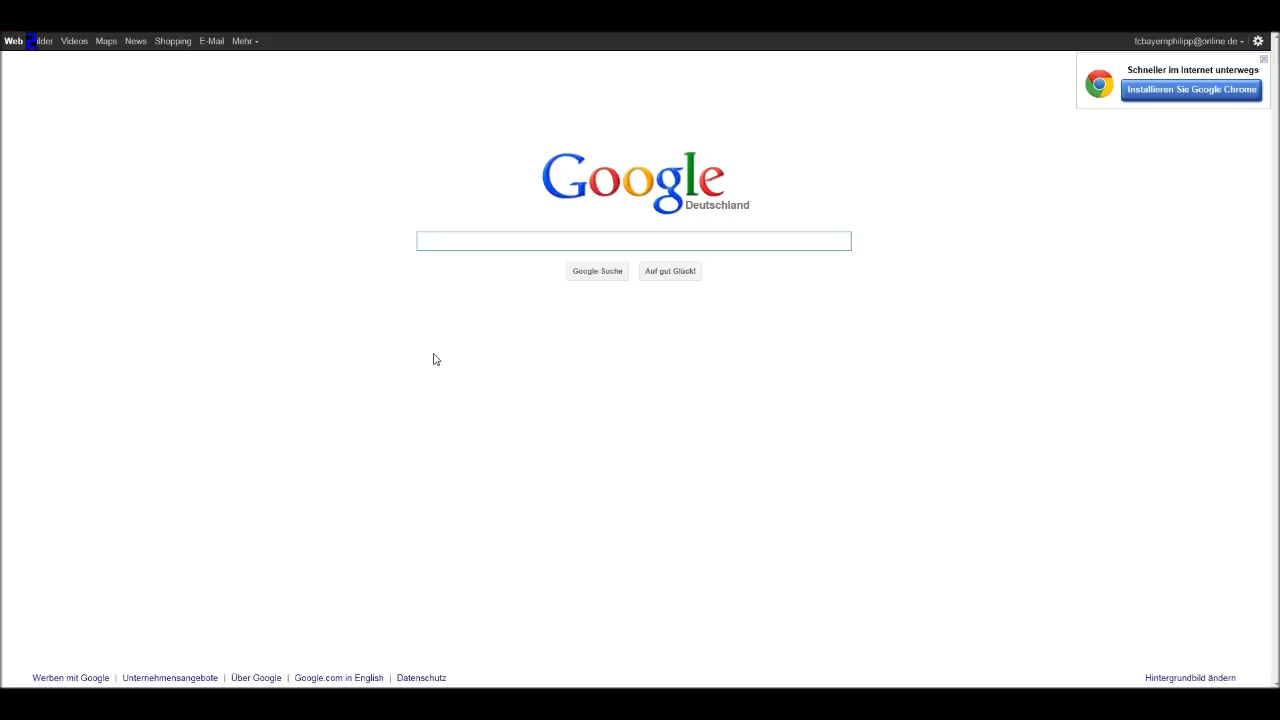 Web Bilder Videos Maps News Shopping E-Mail Mehr
fcbayernphilipp@online.de
Schneller im Internet unterwegs
Installieren Sie Google Chrome
Google
Deutschland
Google-Suche Auf gut Glück!
Werben mit Google | Unternehmensangebote | Über Google | Google.com in English | Datenschutz
Hintergrundbild ändern